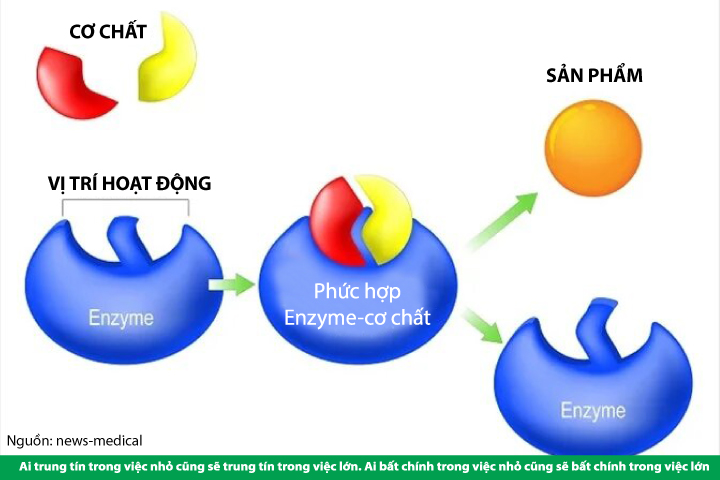 CƠ CHẤT
SẢN PHẨM
VỊ TRÍ HOẠT ĐỘNG
Enzyme
Phức hợp
Enzyme-cơ chất
Enzyme
Nguồn: news-medical
Ai trung tín trong việc nhỏ cũng sẽ trung tín trong việc lớn. Ai bất chính trong việc nhỏ cũng sẽ bất chính trong việc lớn